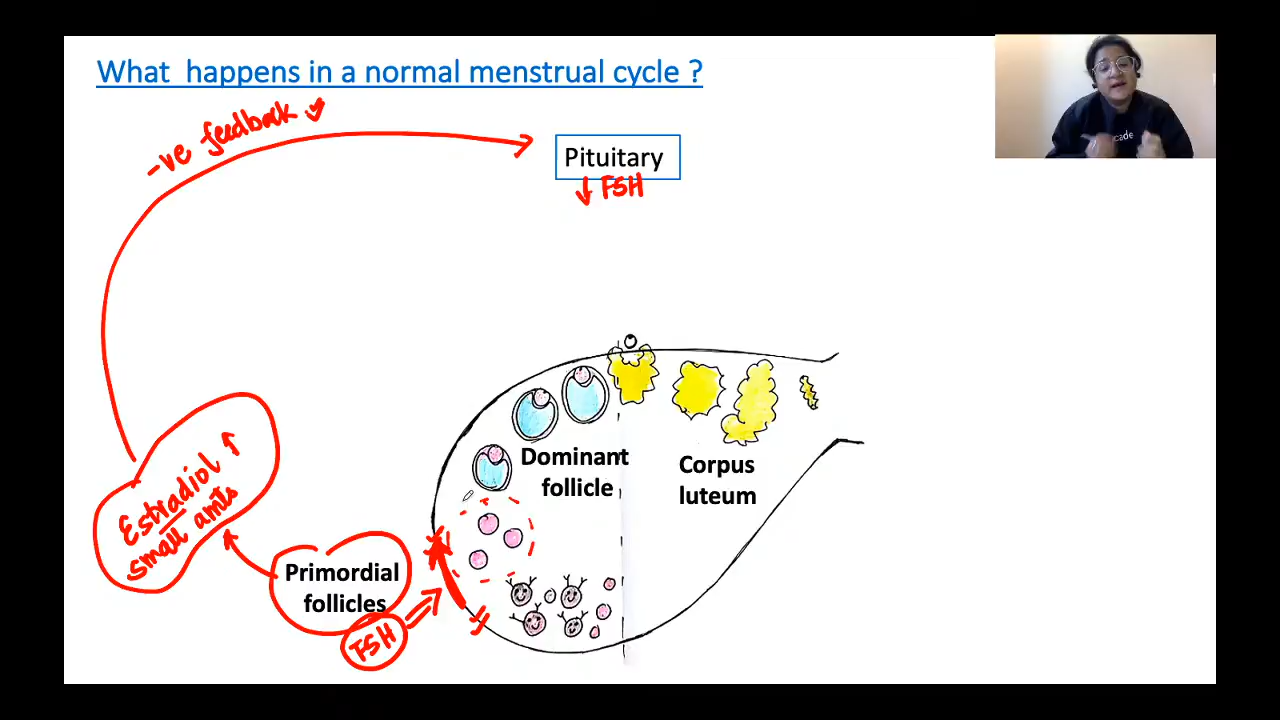 What happens in a normal menstrual cycle ?
-ve feedback
Pituitary
↓ FSH
cade
Dominant
follicle
Corpus
luteum
Estradiol ↑
small amts
Primordial
follicles
FSH